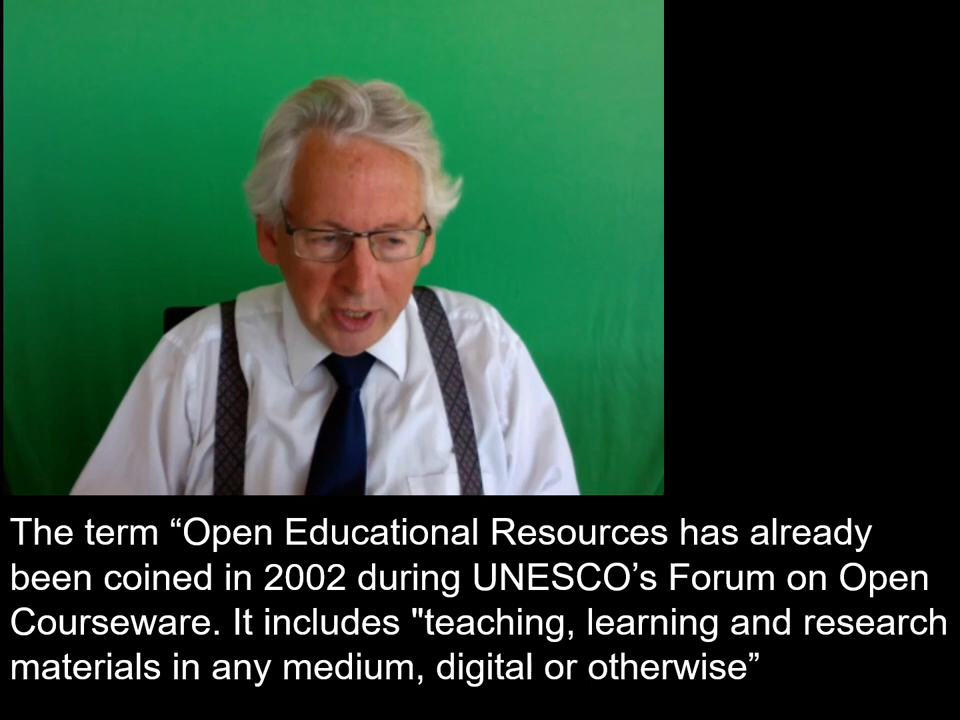 The term “Open Educational Resources has already
been coined in 2002 during UNESCO’s Forum on Open
Courseware. It includes "teaching, learning and research
materials in any medium, digital or otherwise”